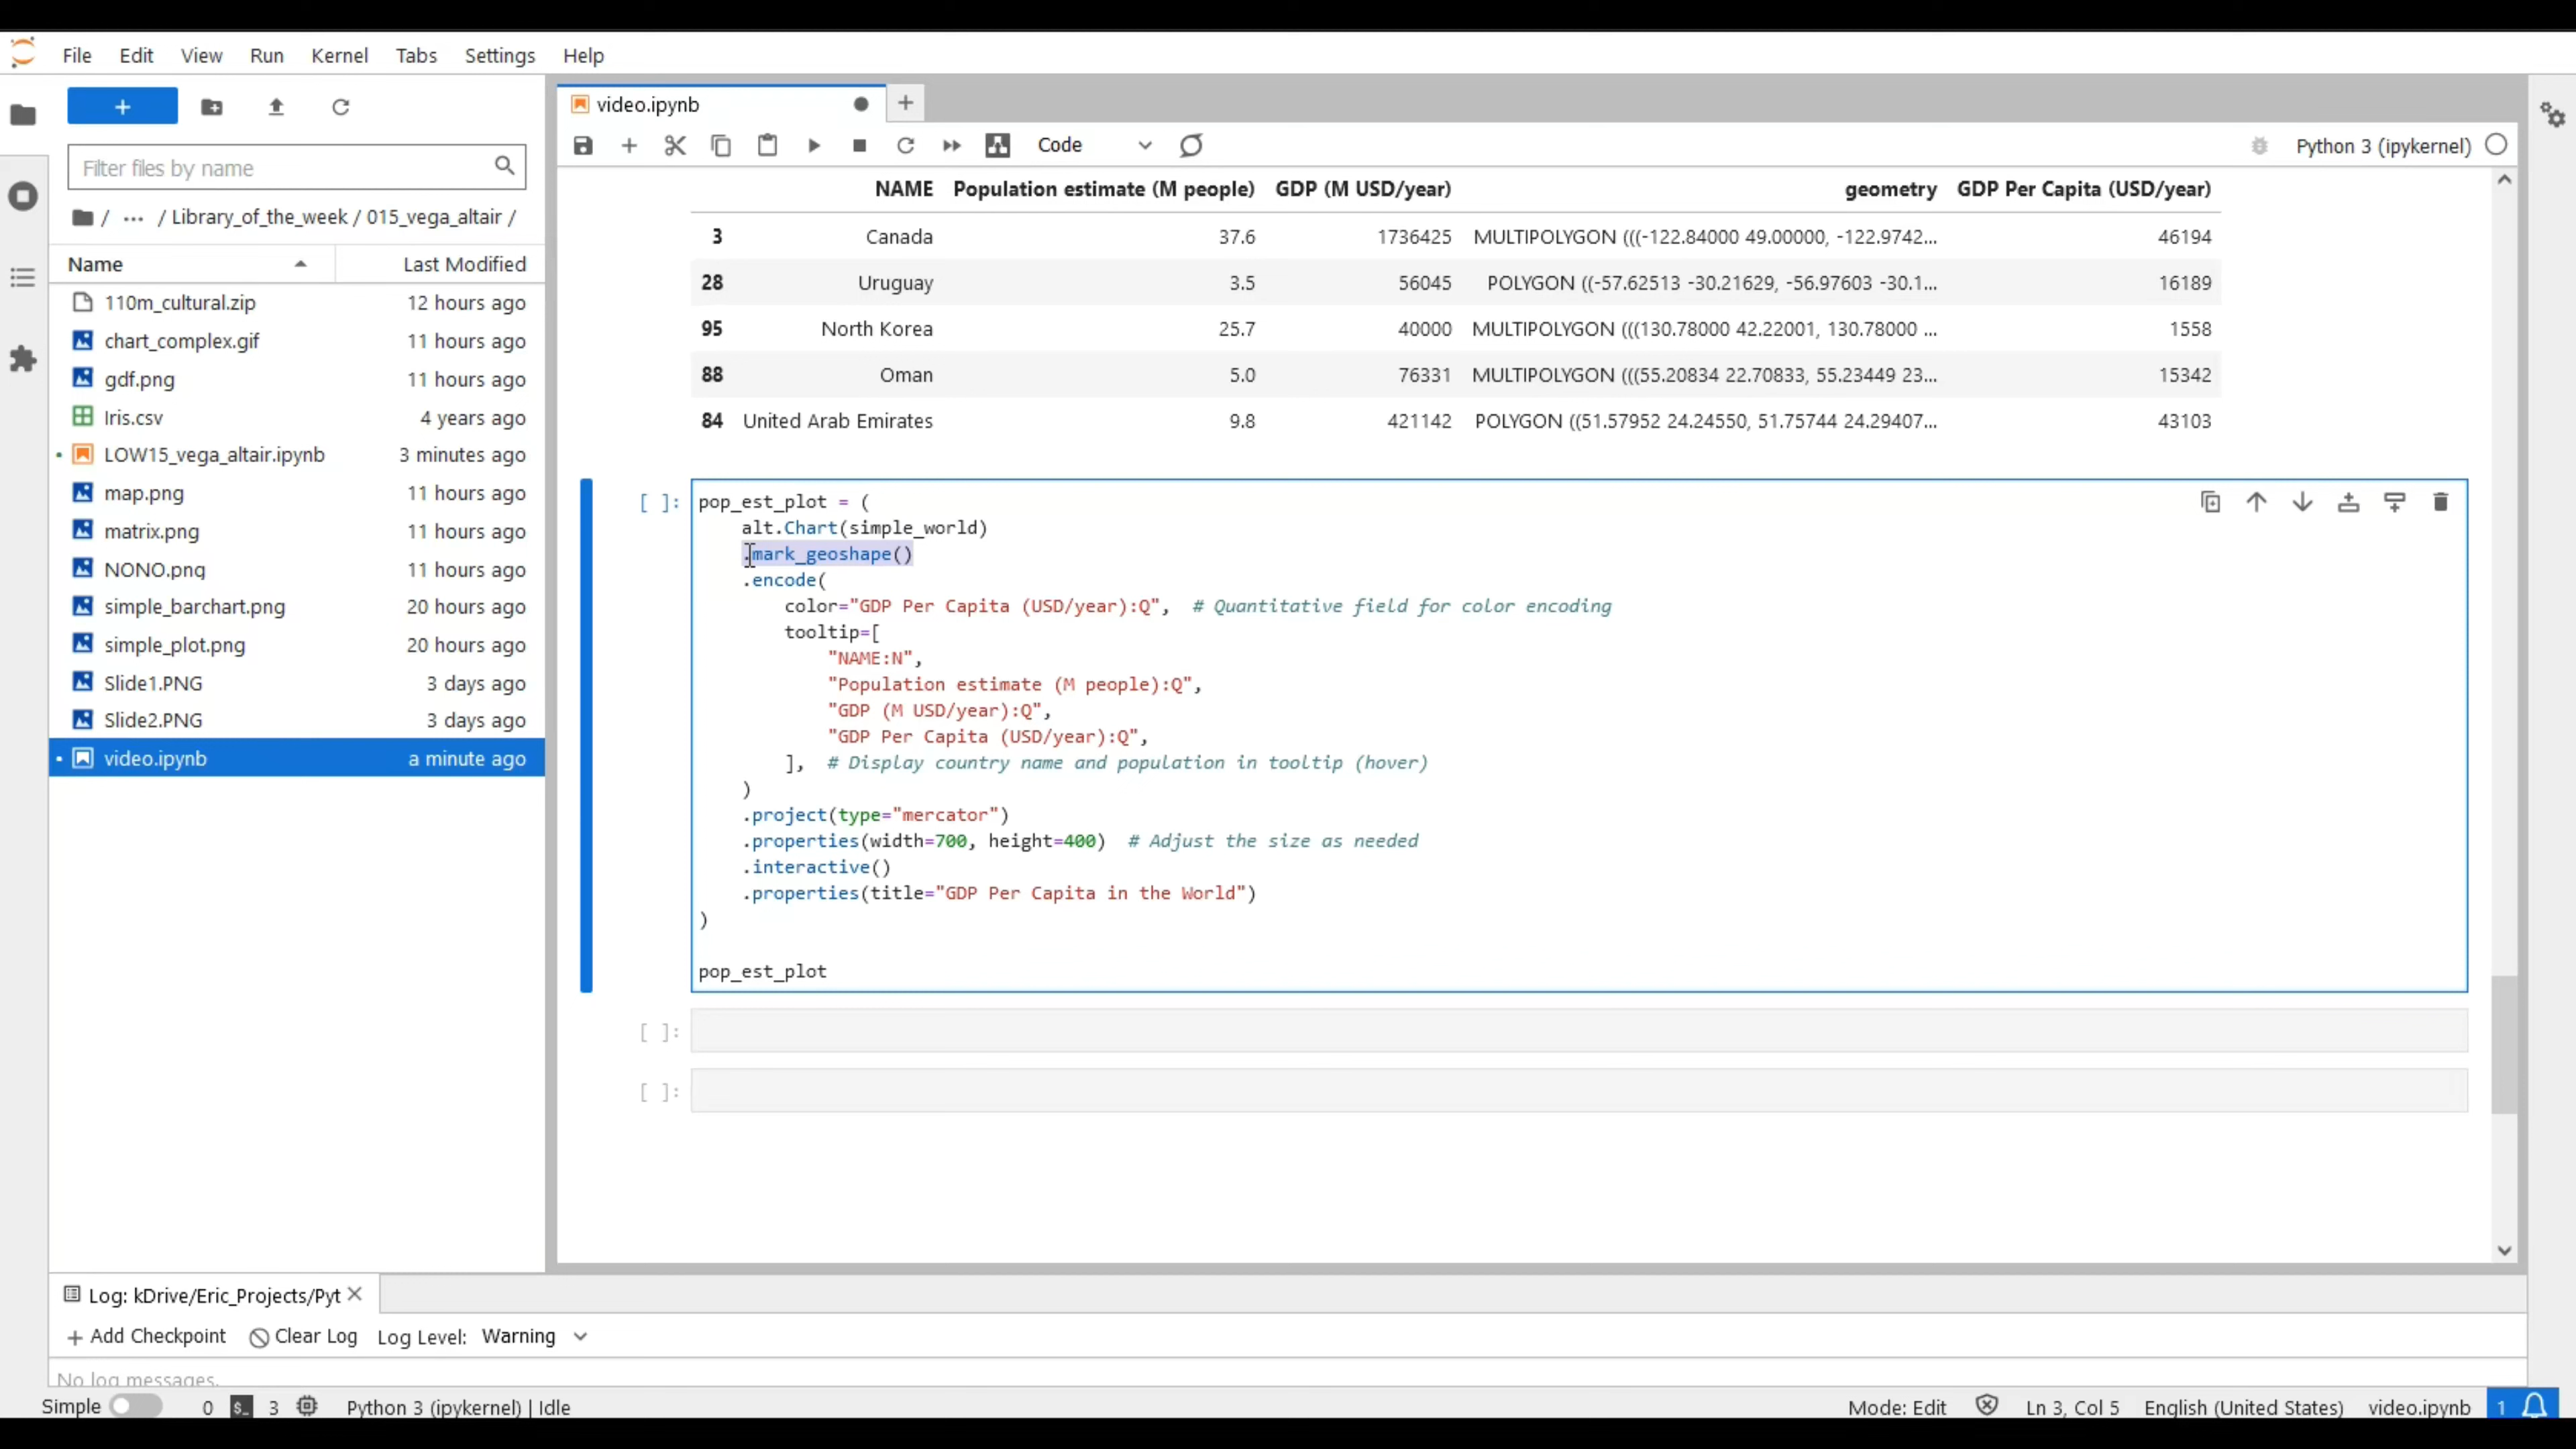 File Edit View Run Kernel Tabs Settings Help
+
Filter files by name
/ ... / Library_of_the_week / 015_vega_altair /
Name Last Modified
110m_cultural.zip 12 hours ago
chart_complex.gif 11 hours ago
gdf.png 11 hours ago
Iris.csv 4 years ago
LOW15_vega_altair.ipynb 3 minutes ago
map.png 11 hours ago
matrix.png 11 hours ago
NONO.png 11 hours ago
simple_barchart.png 20 hours ago
simple_plot.png 20 hours ago
Slide1.PNG 3 days ago
Slide2.PNG 3 days ago
video.ipynb a minute ago
video.ipynb +
Code Python 3 (ipykernel)
NAME Population estimate (M people) GDP (M USD/year) geometry GDP Per Capita (USD/year)
3 Canada 37.6 1736425 MULTIPOLYGON (((-122.84000 49.00000, -122.9742... 46194
28 Uruguay 3.5 56045 POLYGON ((-57.62513 -30.21629, -56.97603 -30.1... 16189
95 North Korea 25.7 40000 MULTIPOLYGON (((130.78000 42.22001, 130.78000 ... 1558
88 Oman 5.0 76331 MULTIPOLYGON (((55.20834 22.70833, 55.23449 23... 15342
84 United Arab Emirates 9.8 421142 POLYGON ((51.57952 24.24550, 51.75744 24.29407... 43103
[ ]: pop_est_plot = (
alt.Chart(simple_world)
.mark_geoshape()
.encode(
color="GDP Per Capita (USD/year):Q", # Quantitative field for color encoding
tooltip=[
"NAME:N",
"Population estimate (M people):Q",
"GDP (M USD/year):Q",
"GDP Per Capita (USD/year):Q",
], # Display country name and population in tooltip (hover)
)
.project(type="mercator")
.properties(width=700, height=400) # Adjust the size as needed
.interactive()
.properties(title="GDP Per Capita in the World")
)
pop_est_plot
[ ]:
[ ]:
Log: kDrive/Eric_Projects/Pyt
+ Add Checkpoint Clear Log Log Level: Warning
No log messages.
Simple 0 $_ 3 Python 3 (ipykernel) | Idle Mode: Edit Ln 3, Col 5 English (United States) video.ipynb 1